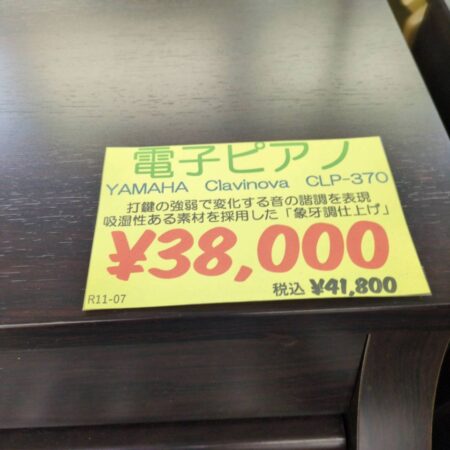 電子ピアノ
YAMAHA Clavinova CLP-370
打鍵の強弱で変化する音の諧調を表現
吸湿性ある素材を採用した「象牙調仕上げ」
¥38,000
税込 ¥41,800
R11-07